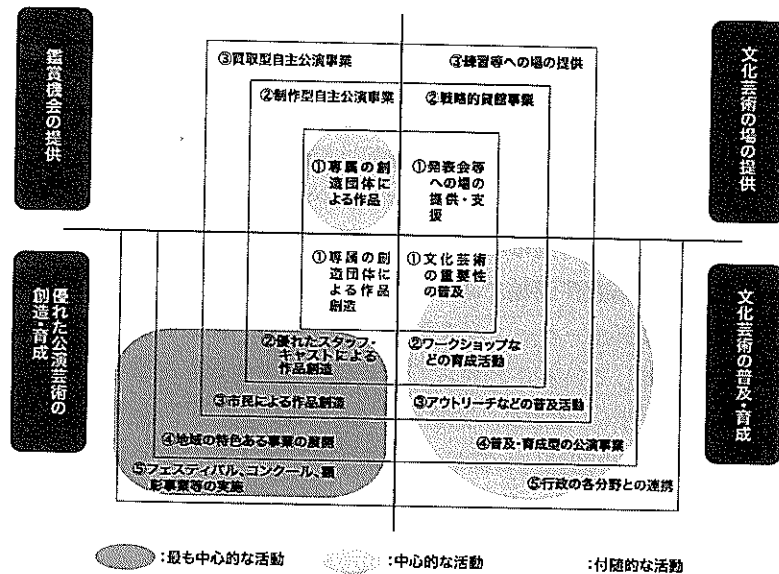 鑑賞機会の提供
文化芸術の場の提供
③買取型自主公演事業
③練習等への場の提供
②制作型自主公演事業
②戦略的貸館事業
①専属の創
造団体に
よる作品
①発表会等
への場の
提供・支
援
優れた公演芸術の
創造・育成
文化芸術の普及・育成
①専属の創
造団体に
よる作品
創造
①文化芸術
の重要性
の普及
②優れたスタッフ・
キャストによる
作品創造
②ワークショップな
どの育成活動
③市民による作品創造
③アウトリーチなどの普及活動
④地域の特色ある事業の展開
④普及・育成型の公演事業
⑤フェスティバル、コンクール、顕
彰事業等の実施
⑤行政の各分野との連携
:最も中心的な活動
:中心的な活動
:付随的な活動